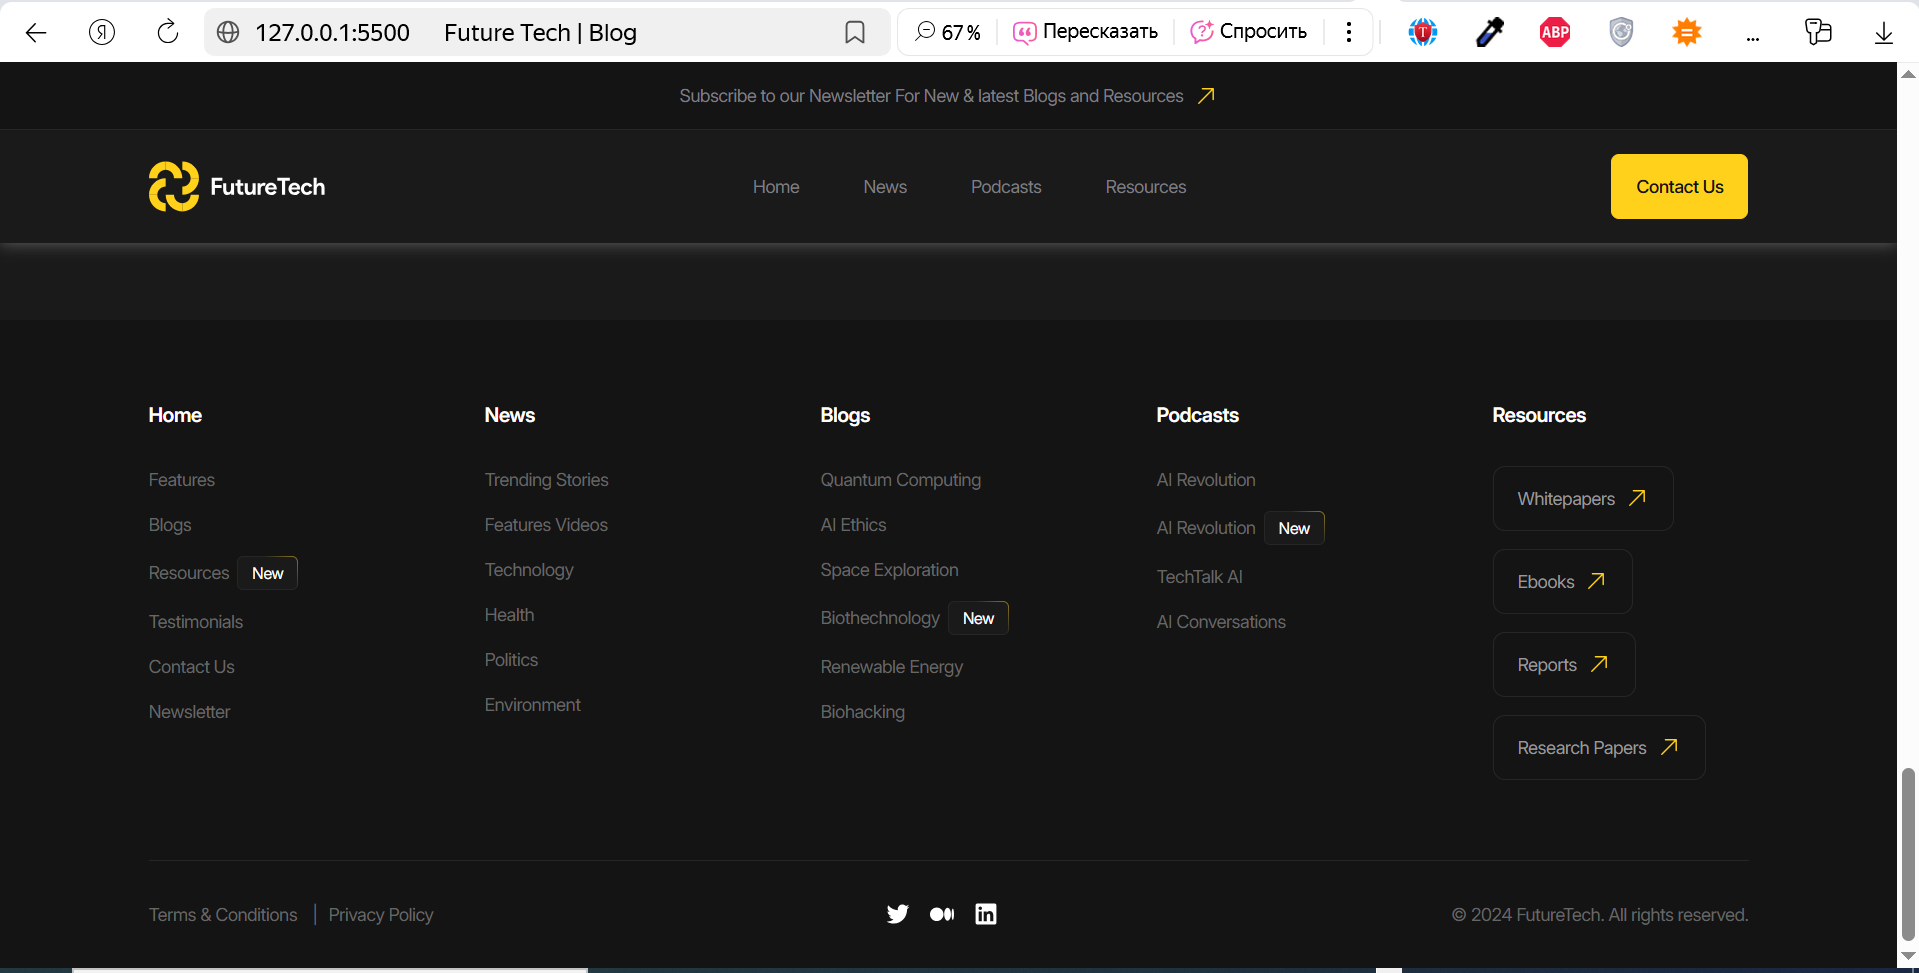 127.0.0.1:5500 Future Tech | Blog 67 % Пересказать Спросить ABP
Subscribe to our Newsletter For New & latest Blogs and Resources
FutureTech Home News Podcasts Resources Contact Us
Home
Features
Blogs
Resources New
Testimonials
Contact Us
Newsletter
News
Trending Stories
Features Videos
Technology
Health
Politics
Environment
Blogs
Quantum Computing
AI Ethics
Space Exploration
Biothechnology New
Renewable Energy
Biohacking
Podcasts
AI Revolution
AI Revolution New
TechTalk AI
AI Conversations
Resources
Whitepapers
Ebooks
Reports
Research Papers
Terms & Conditions | Privacy Policy
© 2024 FutureTech. All rights reserved.